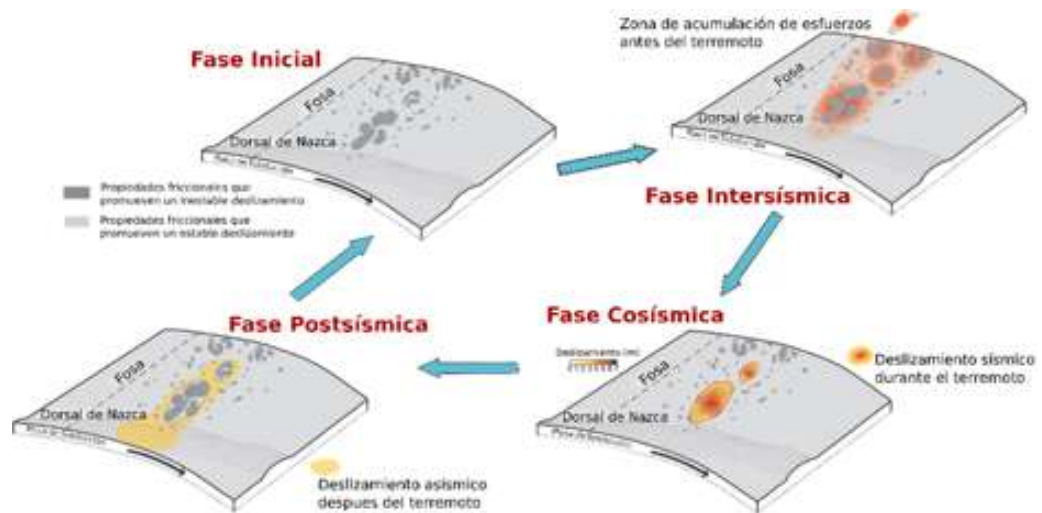 Fase Inicial
Fosa
Dorsal de Nazca
Propiedades friccionales que
promueven un inestable deslizamiento
Propiedades friccionales que
promueven un estable deslizamiento
Zona de acumulación de esfuerzos
antes del terremoto
Fosa
Dorsal de Nazca
Fase Intersísmica
Fase Cosísmica
Deslizamiento (m)
Fosa
Dorsal de Nazca
Deslizamiento sísmico
durante el terremoto
Fase Postsísmica
Fosa
Dorsal de Nazca
Deslizamiento asísmico
despues del terremoto